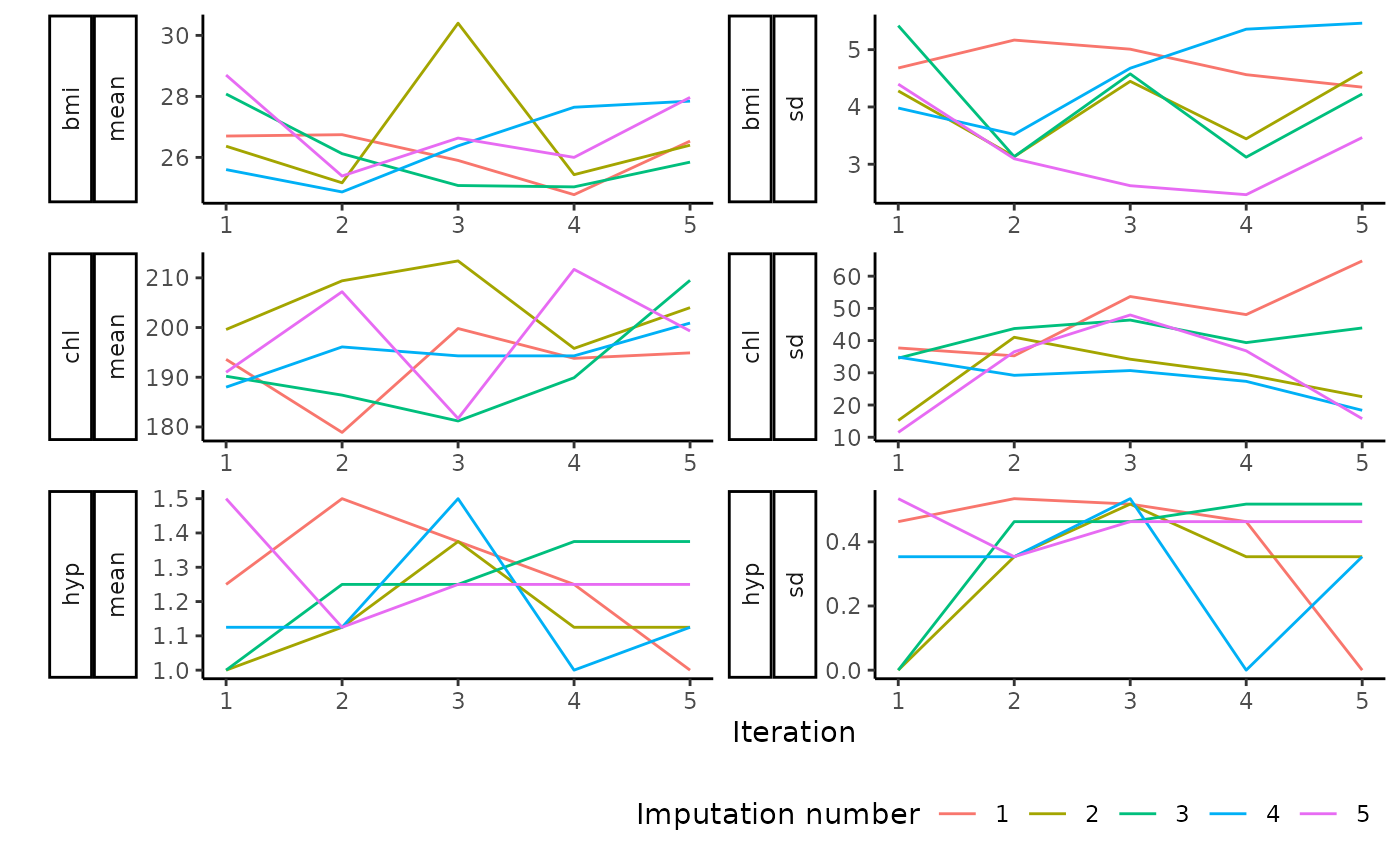 bmi
mean
30
28
26
1 2 3 4 5
bmi
sd
5
4
3
1 2 3 4 5
chl
mean
210
200
190
180
1 2 3 4 5
chl
sd
60
50
40
30
20
10
1 2 3 4 5
hyp
mean
1.5
1.4
1.3
1.2
1.1
1.0
1 2 3 4 5
hyp
sd
0.4
0.2
0.0
1 2 3 4 5
Iteration
Imputation number 1 2 3 4 5